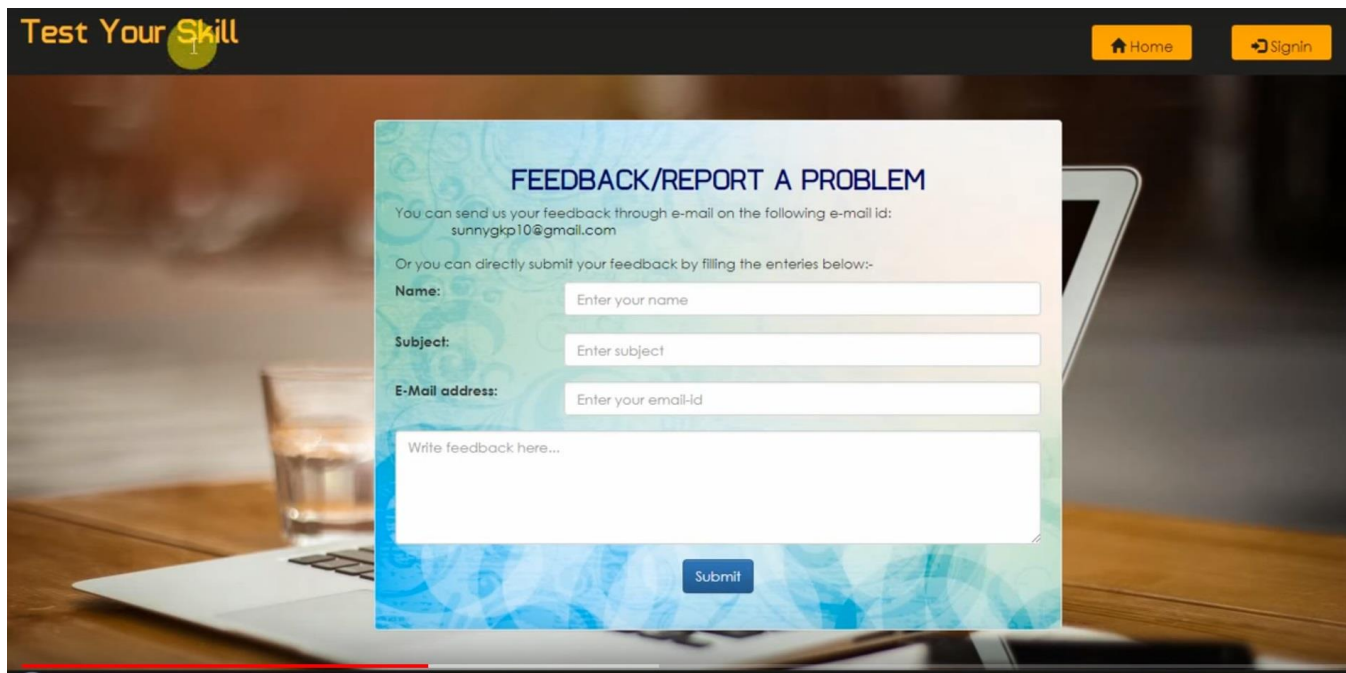 Test Your Skill
Home
Signin
FEEDBACK/REPORT A PROBLEM
You can send us your feedback through e-mail on the following e-mail id:
sunnygkp10@gmail.com
Or you can directly submit your feedback by filling the enteries below:-
Name:
Enter your name
Subject:
Enter subject
E-Mail address:
Enter your email-id
Write feedback here...
Submit